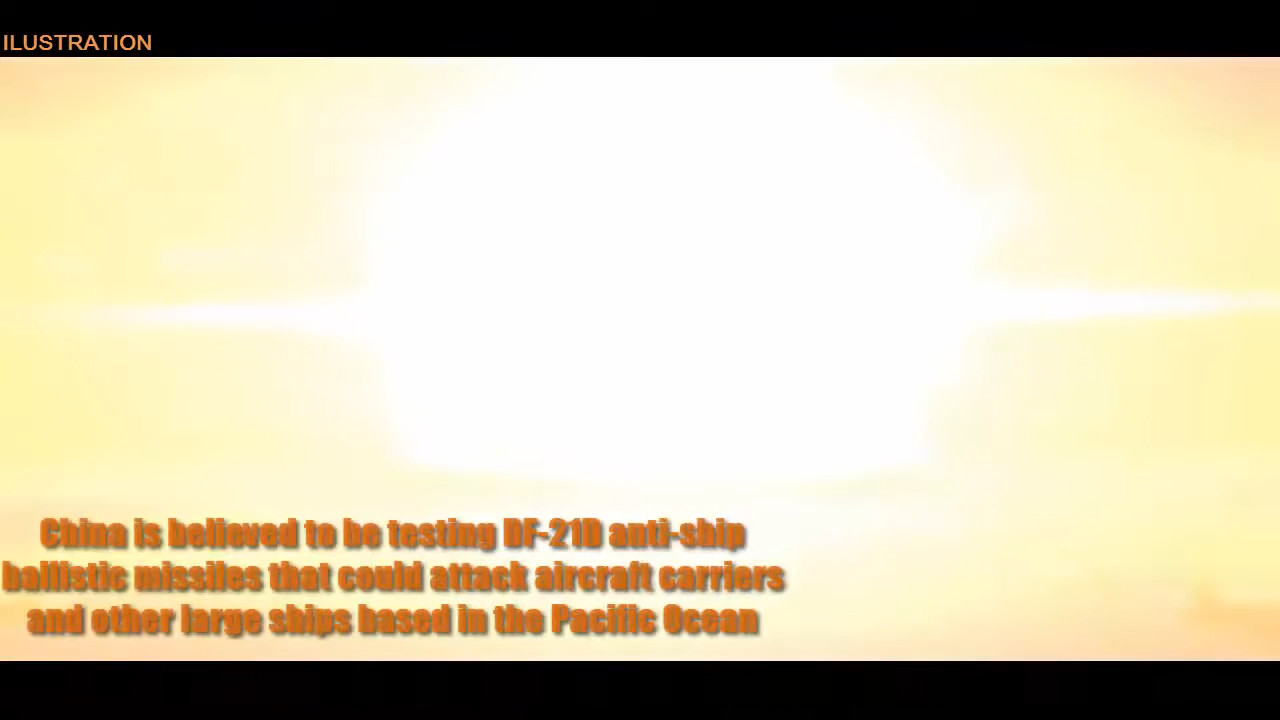 ILUSTRATION
China is believed to be testing DF-21D anti-ship
ballistic missiles that could attack aircraft carriers
and other large ships based in the Pacific Ocean